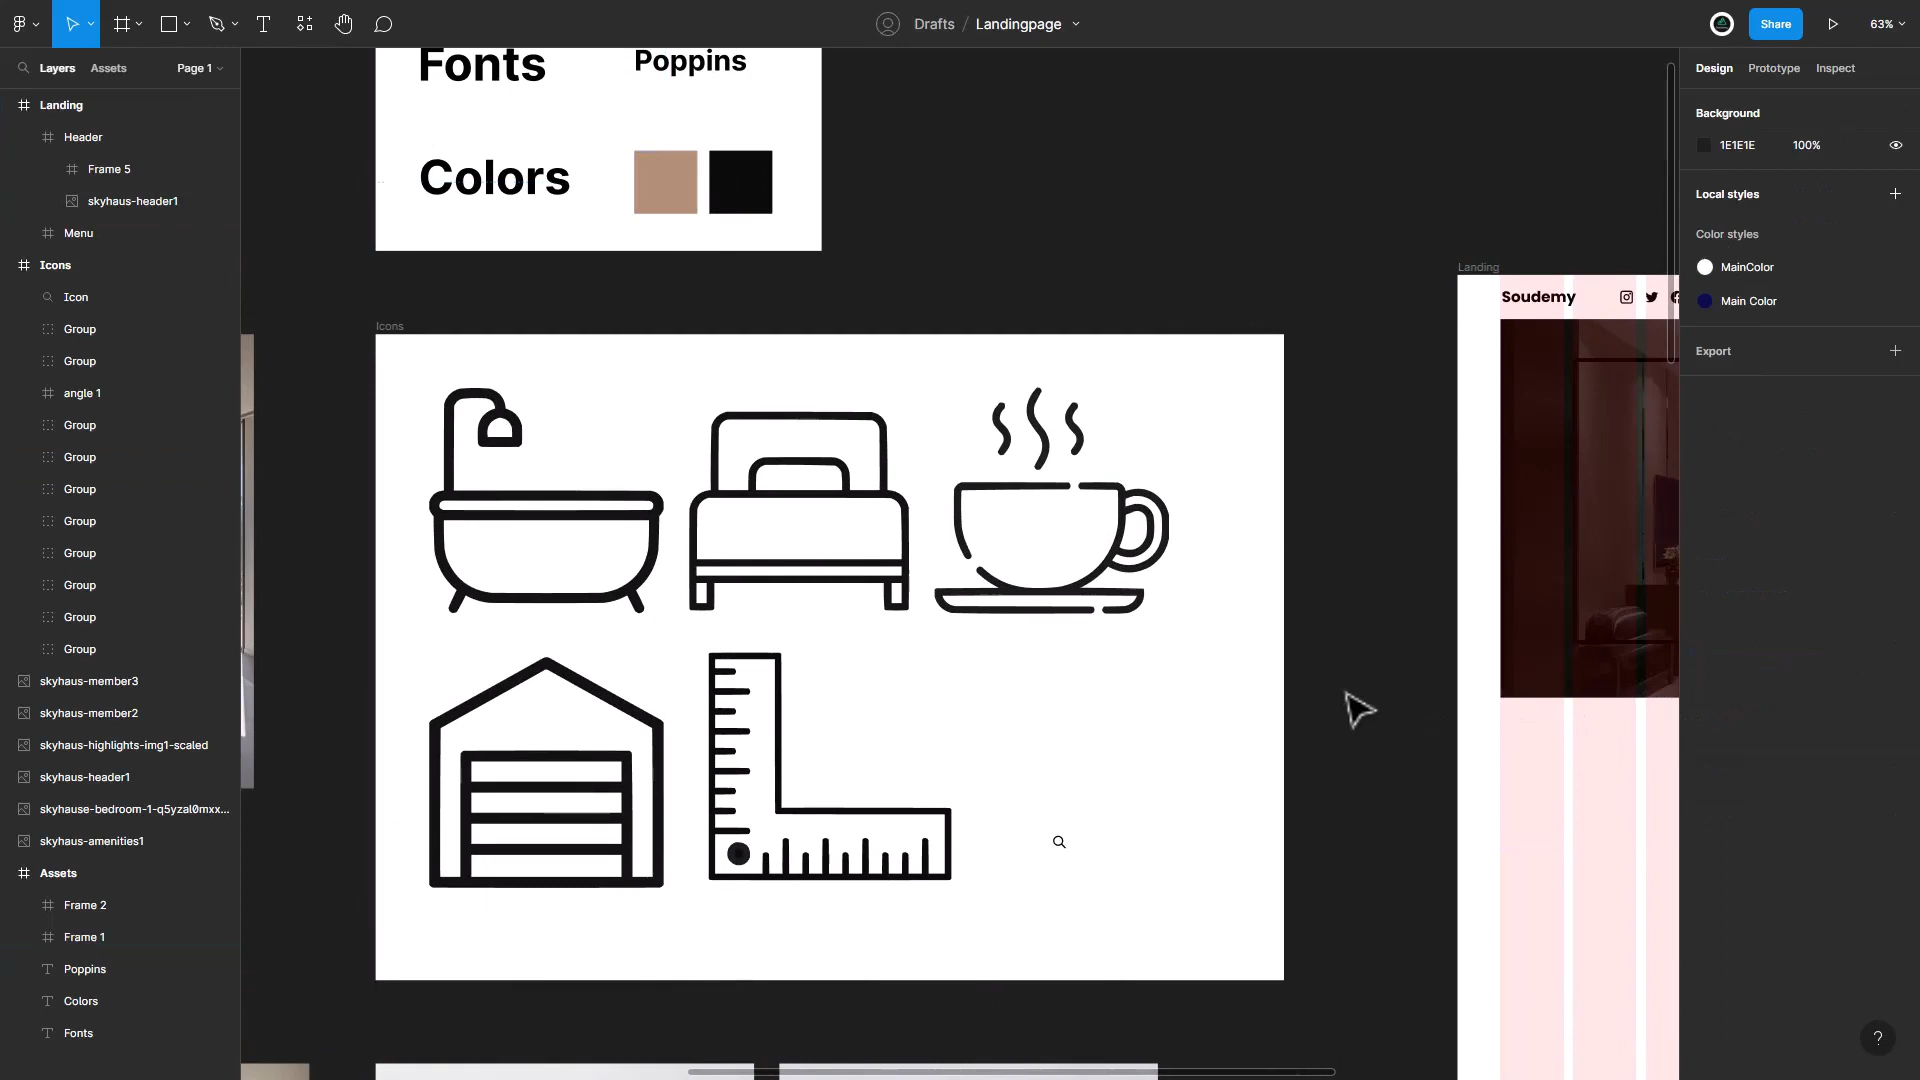 Drafts / Landingpage
Share
63%
Layers
Assets
Page 1
Landing
Header
Frame 5
skyhaus-header1
Menu
Icons
Icon
Group
Group
angle 1
Group
Group
Group
Group
Group
Group
Group
Group
skyhaus-member3
skyhaus-member2
skyhaus-highlights-img1-scaled
skyhaus-header1
skyhause-bedroom-1-q5yzal0mxx...
skyhaus-amenities1
Assets
Frame 2
Frame 1
Poppins
Colors
Fonts
Fonts
Poppins
Colors
Icons
Landing
Soudemy
Design
Prototype
Inspect
Background
1E1E1E
100%
Local styles
Color styles
MainColor
Main Color
Export
?